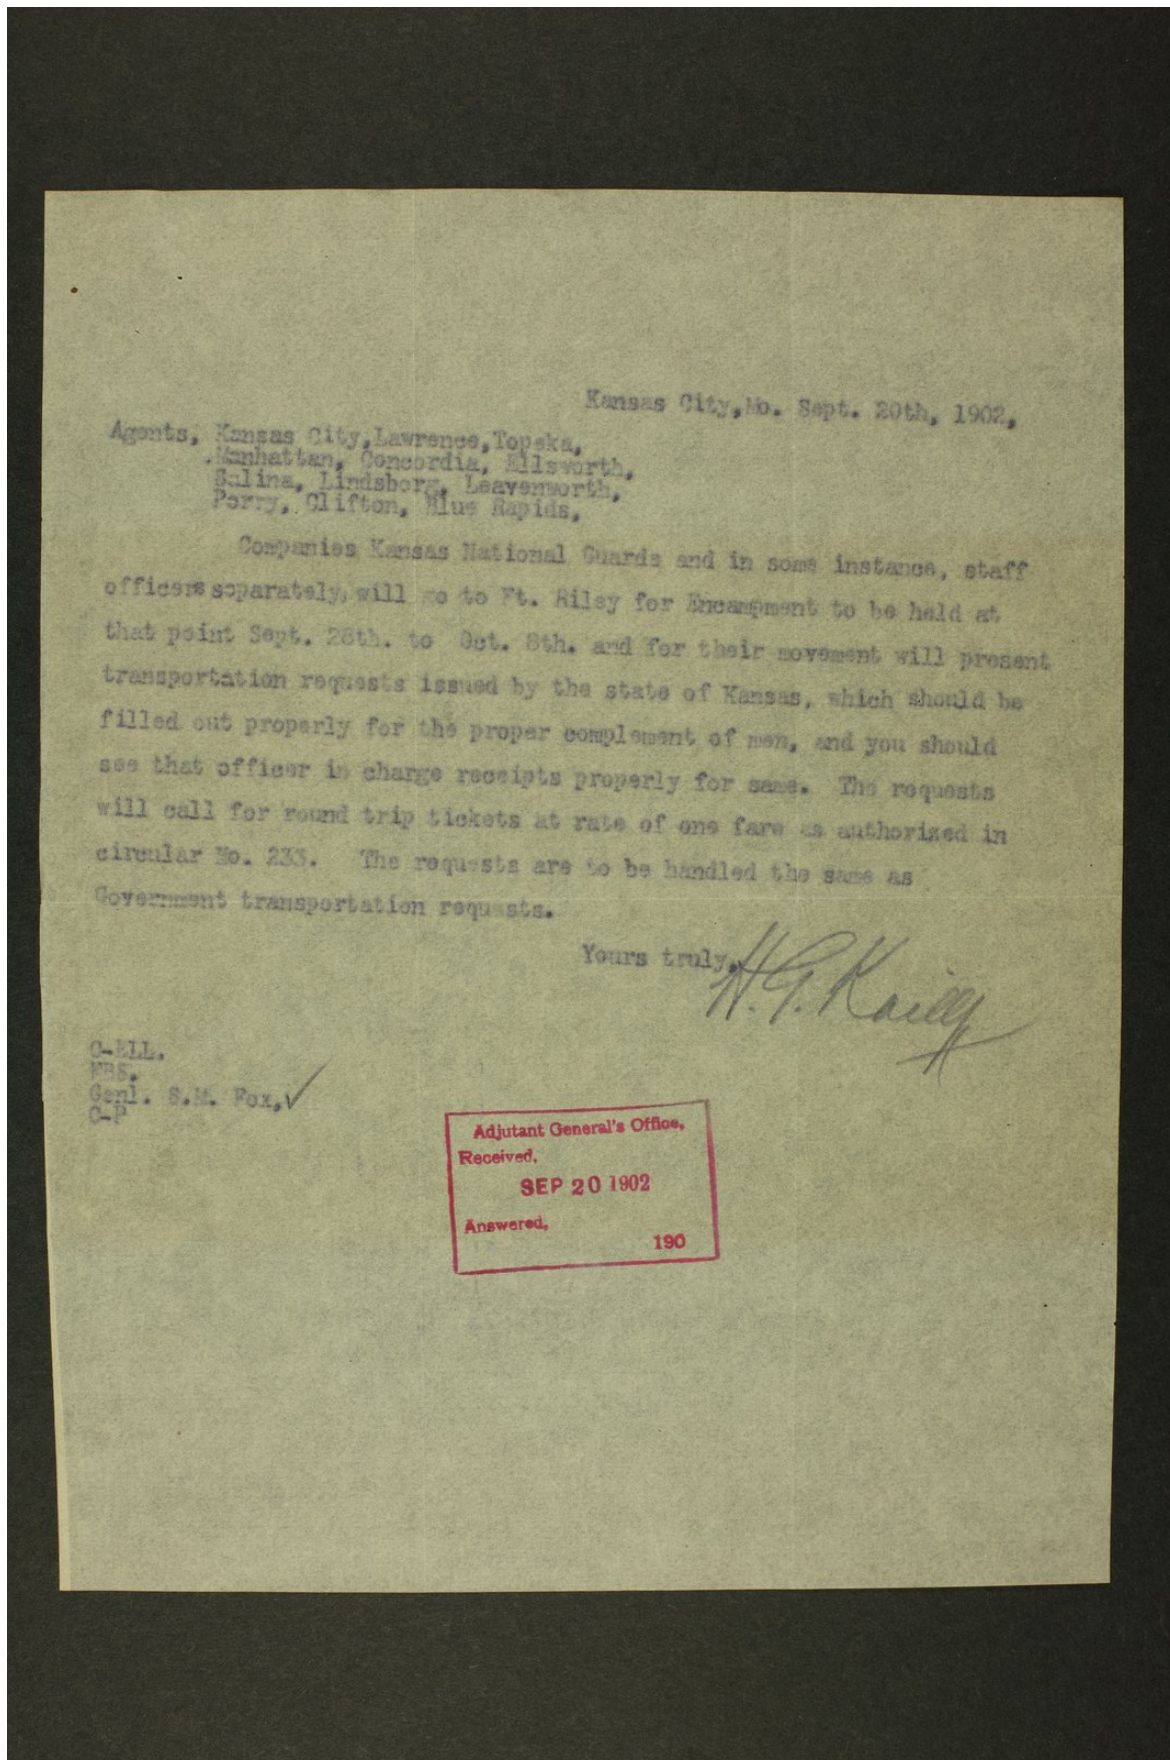 Kansas City, Mo. Sept. 20th, 1902,
Agents, Kansas City, Lawrence, Topeka,
Manhattan, Concordia, Ellsworth,
Salina, Lindsborg, Leavenworth,
Perry, Clifton, Blue Rapids,
Companies Kansas National Guards and in some instance, staff
officers separately, will go to Ft. Riley for Encampment to be held at
that point Sept. 28th. to Oct. 8th. and for their movement will present
transportation requests issued by the state of Kansas, which should be
filled out properly for the proper complement of men, and you should
see that officer in charge receipts properly for same. The requests
will call for round trip tickets at rate of one fare as authorized in
circular No. 233. The requests are to be handled the same as
Government transportation requests.
Yours truly,
H. G. Kaill
C-ELL.
Genl. S.M. Fox, ✓
C-P
Adjutant General's Office,
Received,
SEP 20 1902
Answered,
190